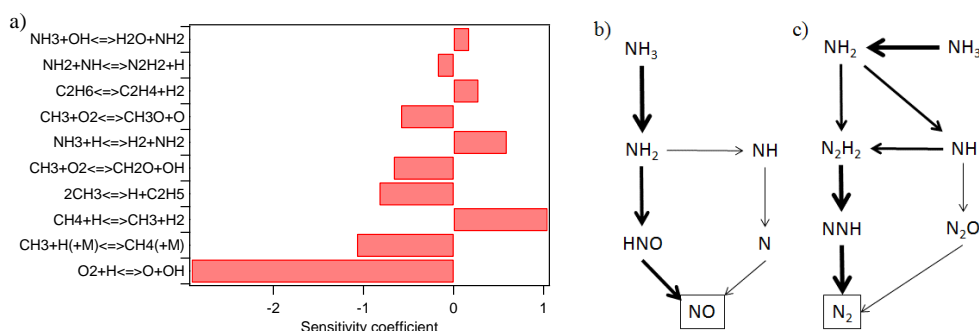 a)
NH3+OH<=>H2O+NH2
NH2+NH<=>N2H2+H
C2H6<=>C2H4+H2
CH3+O2<=>CH3O+O
NH3+H<=>H2+NH2
CH3+O2<=>CH2O+OH
2CH3<=>H+C2H5
CH4+H<=>CH3+H2
CH3+H(+M)<=>CH4(+M)
O2+H<=>O+OH
-2 -1 0 1
Sensitivity coefficient
b)
NH₃
NH₂ NH
HNO N
NO
c)
NH₂ NH₃
N₂H₂ NH
NNH N₂O
N₂